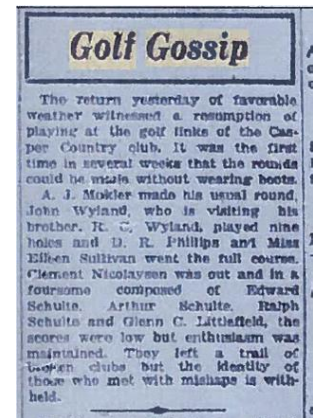 Golf Gossip
The return yesterday of favorable
weather witnessed a resumption of
playing at the golf links of the Cas-
per Country club. It was the first
time in several weeks that the rounds
could be made without wearing boots.
A. J. Mokler made his usual round,
John Wyland, who is visiting his
brother, R. C. Wyland, played nine
holes and D. R. Phillips and Miss
Eileen Sullivan went the full course.
Clement Nicolaysen was out and in a
foursome composed of Edward
Schulte, Arthur Schulte, Ralph
Schulte and Glenn C. Littlefield, the
scores were low but enthusiasm was
maintained. They left a trail of
broken clubs but the identity of
those who met with mishaps is with-
held.